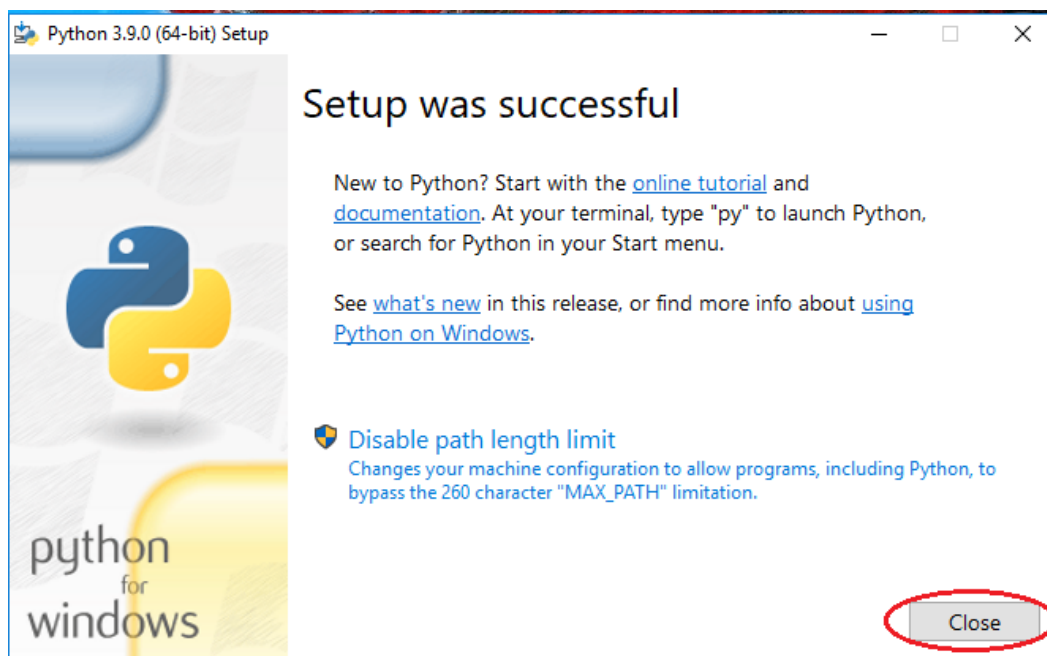 Python 3.9.0 (64-bit) Setup
Setup was successful
New to Python? Start with the online tutorial and
documentation. At your terminal, type "py" to launch Python,
or search for Python in your Start menu.
See what's new in this release, or find more info about using
Python on Windows.
Disable path length limit
Changes your machine configuration to allow programs, including Python, to
bypass the 260 character "MAX_PATH" limitation.
python
for
windows
Close